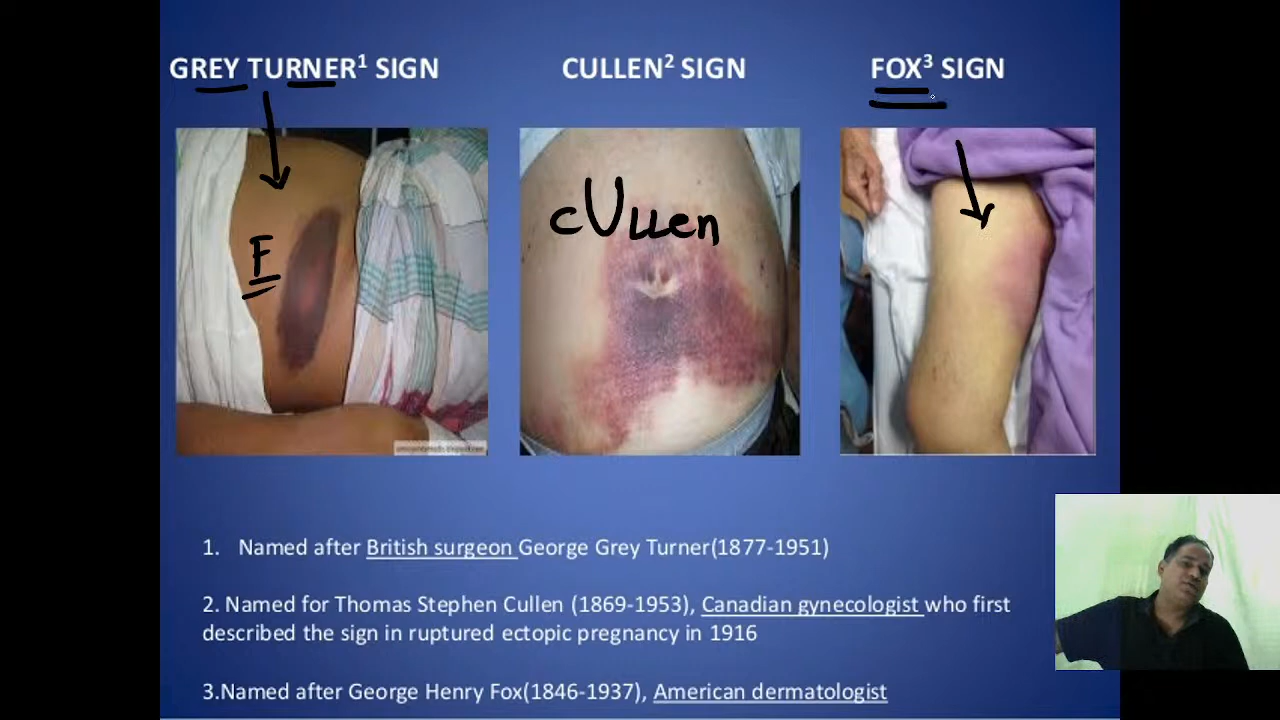 GREY TURNER¹ SIGN
CULLEN² SIGN
FOX³ SIGN
F
cUllen
1. Named after British surgeon George Grey Turner(1877-1951)
2. Named for Thomas Stephen Cullen (1869-1953), Canadian gynecologist who first
described the sign in ruptured ectopic pregnancy in 1916
3.Named after George Henry Fox(1846-1937), American dermatologist